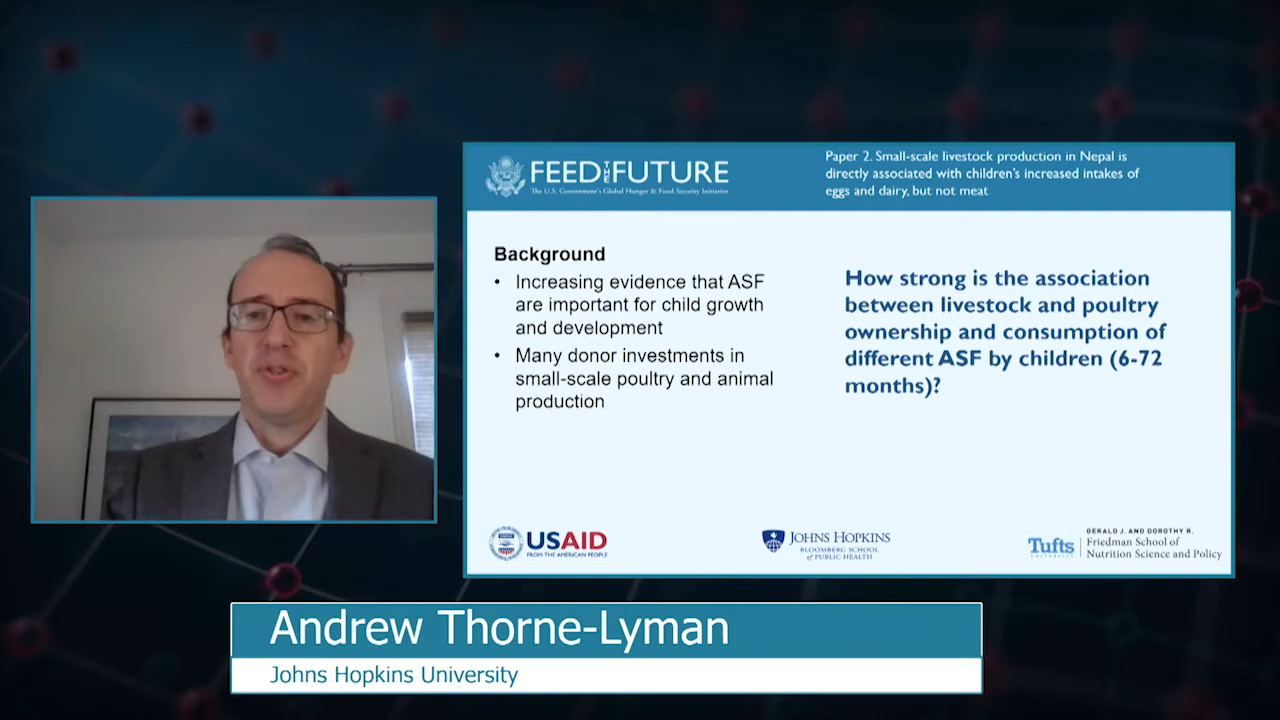 FEED THE FUTURE
The U.S. Government's Global Hunger & Food Security Initiative
Paper 2. Small-scale livestock production in Nepal is
directly associated with children's increased intakes of
eggs and dairy, but not meat
Background
• Increasing evidence that ASF
are important for child growth
and development
• Many donor investments in
small-scale poultry and animal
production
How strong is the association
between livestock and poultry
ownership and consumption of
different ASF by children (6-72
months)?
USAID
FROM THE AMERICAN PEOPLE
JOHNS HOPKINS
BLOOMBERG SCHOOL
of PUBLIC HEALTH
Tufts
UNIVERSITY
GERALD J. AND DOROTHY R.
Friedman School of
Nutrition Science and Policy
Andrew Thorne-Lyman
Johns Hopkins University